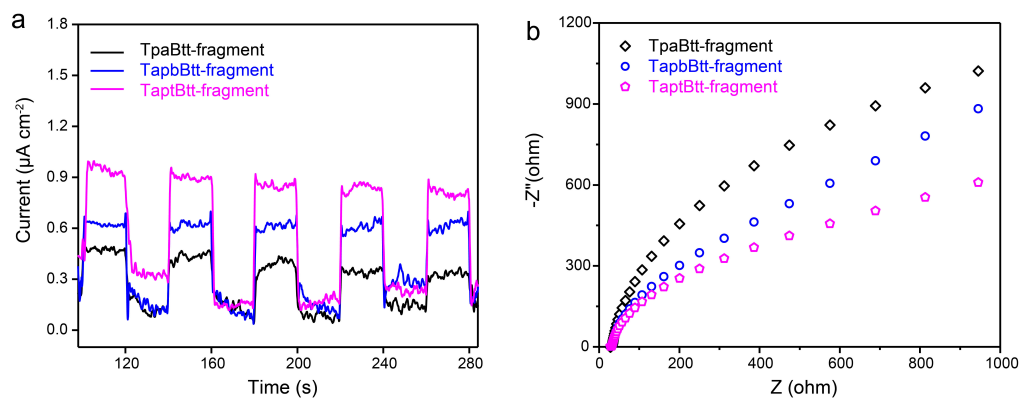 a
1.8
1.5
1.2
0.9
0.6
0.3
0.0
Current (μA cm-2)
TpaBtt-fragment
TapbBtt-fragment
TaptBtt-fragment
120
160
200
240
280
Time (s)
b
1200
900
600
300
0
-Z"(ohm)
TpaBtt-fragment
TapbBtt-fragment
TaptBtt-fragment
0
200
400
600
800
1000
Z (ohm)